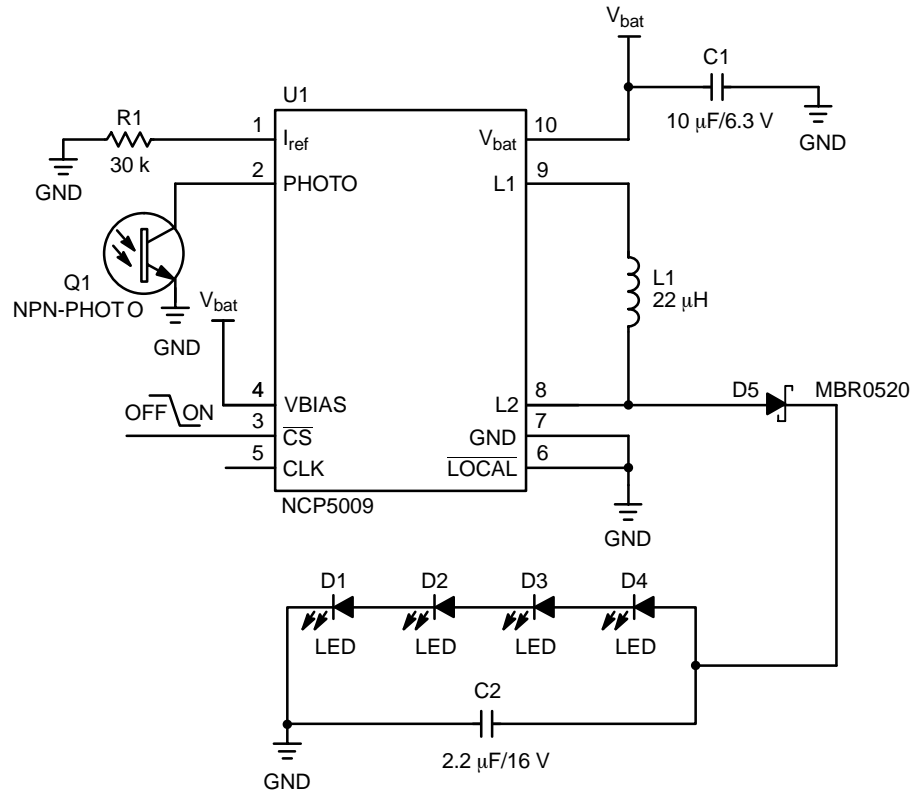 V_bat
C1
10 μF/6.3 V
GND
U1
R1
30 k
GND
1
I_ref
V_bat
10
2
PHOTO
L1
9
Q1
NPN-PHOTO
GND
V_bat
L1
22 μH
OFF
ON
4
VBIAS
L2
8
D5
MBR0520
3
CS
GND
7
5
CLK
LOCAL
6
NCP5009
GND
D1
D2
D3
D4
LED
LED
LED
LED
C2
2.2 μF/16 V
GND